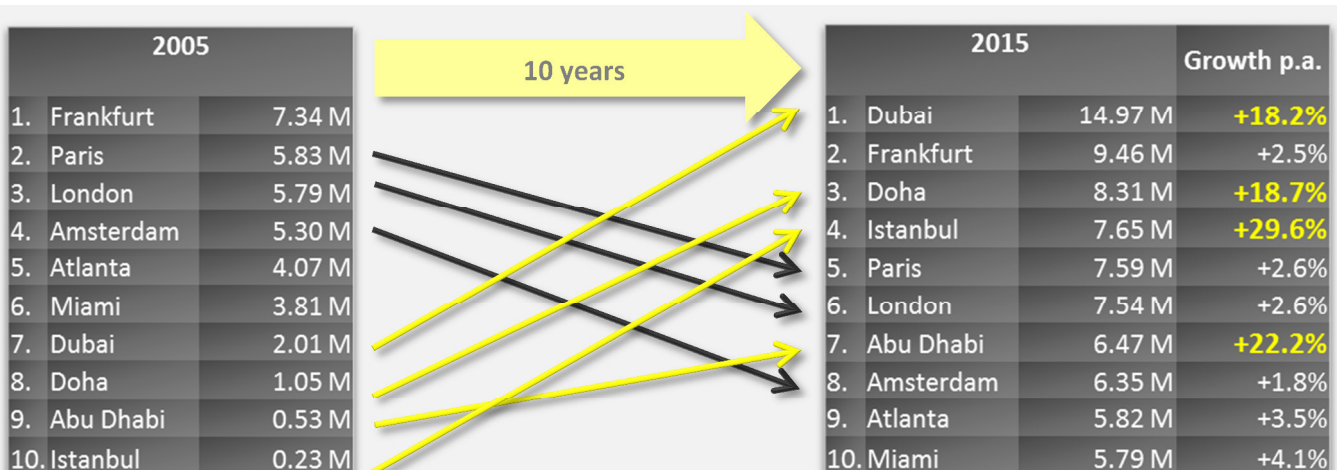 2005
1. Frankfurt 7.34 M
2. Paris 5.83 M
3. London 5.79 M
4. Amsterdam 5.30 M
5. Atlanta 4.07 M
6. Miami 3.81 M
7. Dubai 2.01 M
8. Doha 1.05 M
9. Abu Dhabi 0.53 M
10. Istanbul 0.23 M
10 years
2015 Growth p.a.
1. Dubai 14.97 M +18.2%
2. Frankfurt 9.46 M +2.5%
3. Doha 8.31 M +18.7%
4. Istanbul 7.65 M +29.6%
5. Paris 7.59 M +2.6%
6. London 7.54 M +2.6%
7. Abu Dhabi 6.47 M +22.2%
8. Amsterdam 6.35 M +1.8%
9. Atlanta 5.82 M +3.5%
10. Miami 5.79 M +4.1%